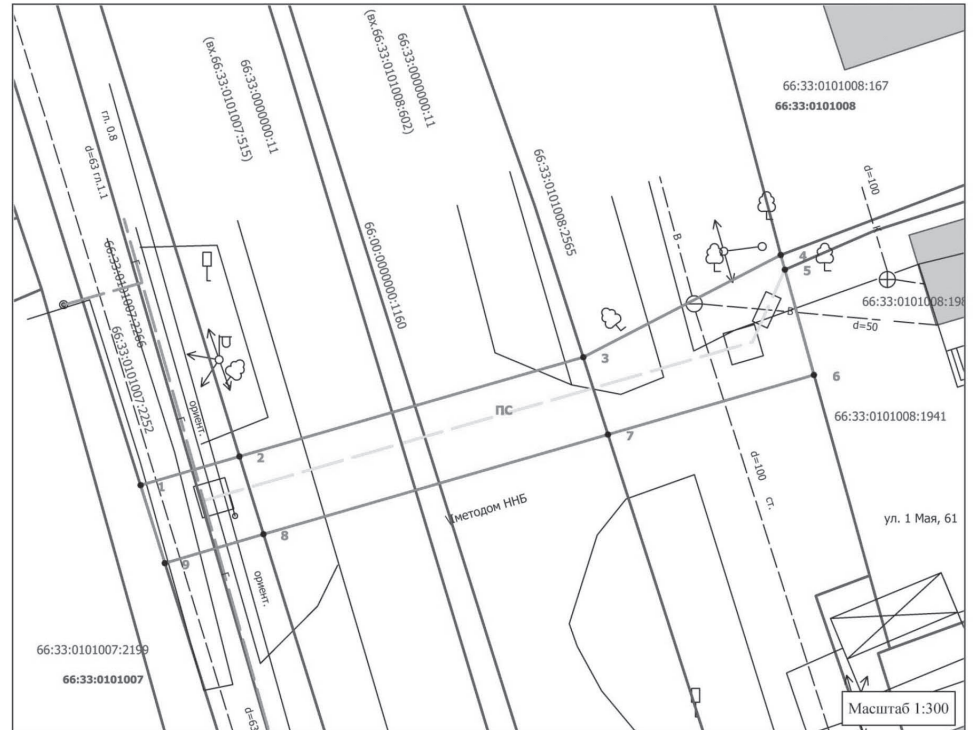 66:33:0000000:11
(вх.66:33:0101007:515)
66:33:0000000:11
(вх.66:33:0101008:602)
66:33:0101008:167
66:33:0101008
гл. 0.8
d=63 гл.1.1
66:33:0101008:2565
d=100
66:00:0000000:1160
В
К
4
5
66:33:0101007:2266
Г
66:33:0101008:198
В
d=50
66:33:0101007:2252
3
6
ориент.
ПС
66:33:0101008:1941
Г
7
2
d=100
ст.
1
методом ННБ
ул. 1 Мая, 61
8
9
Г
ориент.
66:33:0101007:2199
66:33:0101007
d=63
Масштаб 1:300